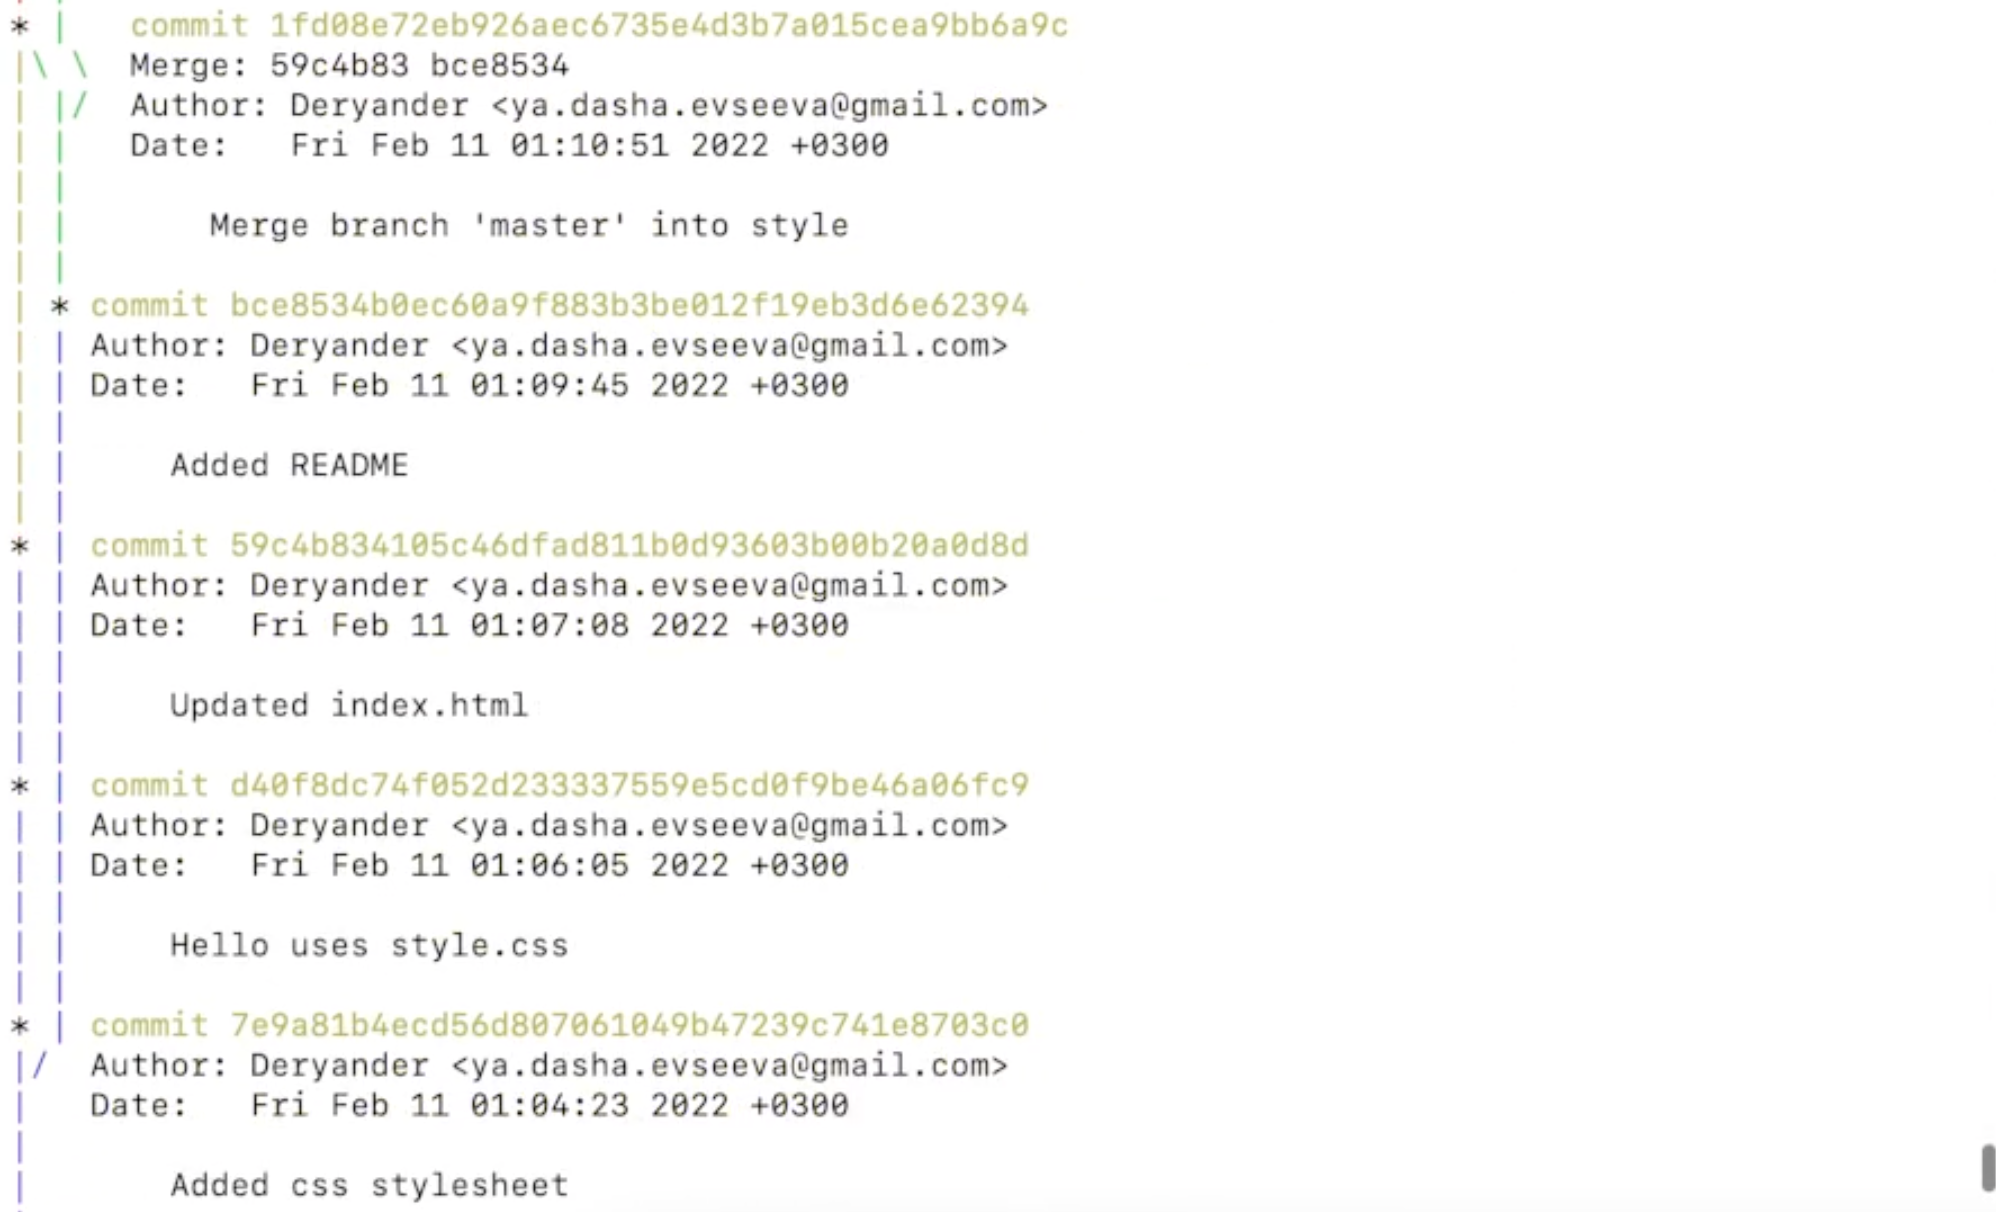 * |   commit 1fd08e72eb926aec6735e4d3b7a015cea9bb6a9c
|\ \  Merge: 59c4b83 bce8534
| |/  Author: Deryander <ya.dasha.evseeva@gmail.com>
| |   Date:   Fri Feb 11 01:10:51 2022 +0300
| |
| |       Merge branch 'master' into style
| |
| * commit bce8534b0ec60a9f883b3be012f19eb3d6e62394
| | Author: Deryander <ya.dasha.evseeva@gmail.com>
| | Date:   Fri Feb 11 01:09:45 2022 +0300
| |
| |     Added README
| |
* | commit 59c4b834105c46dfad811b0d93603b00b20a0d8d
| | Author: Deryander <ya.dasha.evseeva@gmail.com>
| | Date:   Fri Feb 11 01:07:08 2022 +0300
| |
| |     Updated index.html
| |
* | commit d40f8dc74f052d233337559e5cd0f9be46a06fc9
| | Author: Deryander <ya.dasha.evseeva@gmail.com>
| | Date:   Fri Feb 11 01:06:05 2022 +0300
| |
| |     Hello uses style.css
| |
* | commit 7e9a81b4ecd56d807061049b47239c741e8703c0
|/  Author: Deryander <ya.dasha.evseeva@gmail.com>
|   Date:   Fri Feb 11 01:04:23 2022 +0300
|
|       Added css stylesheet